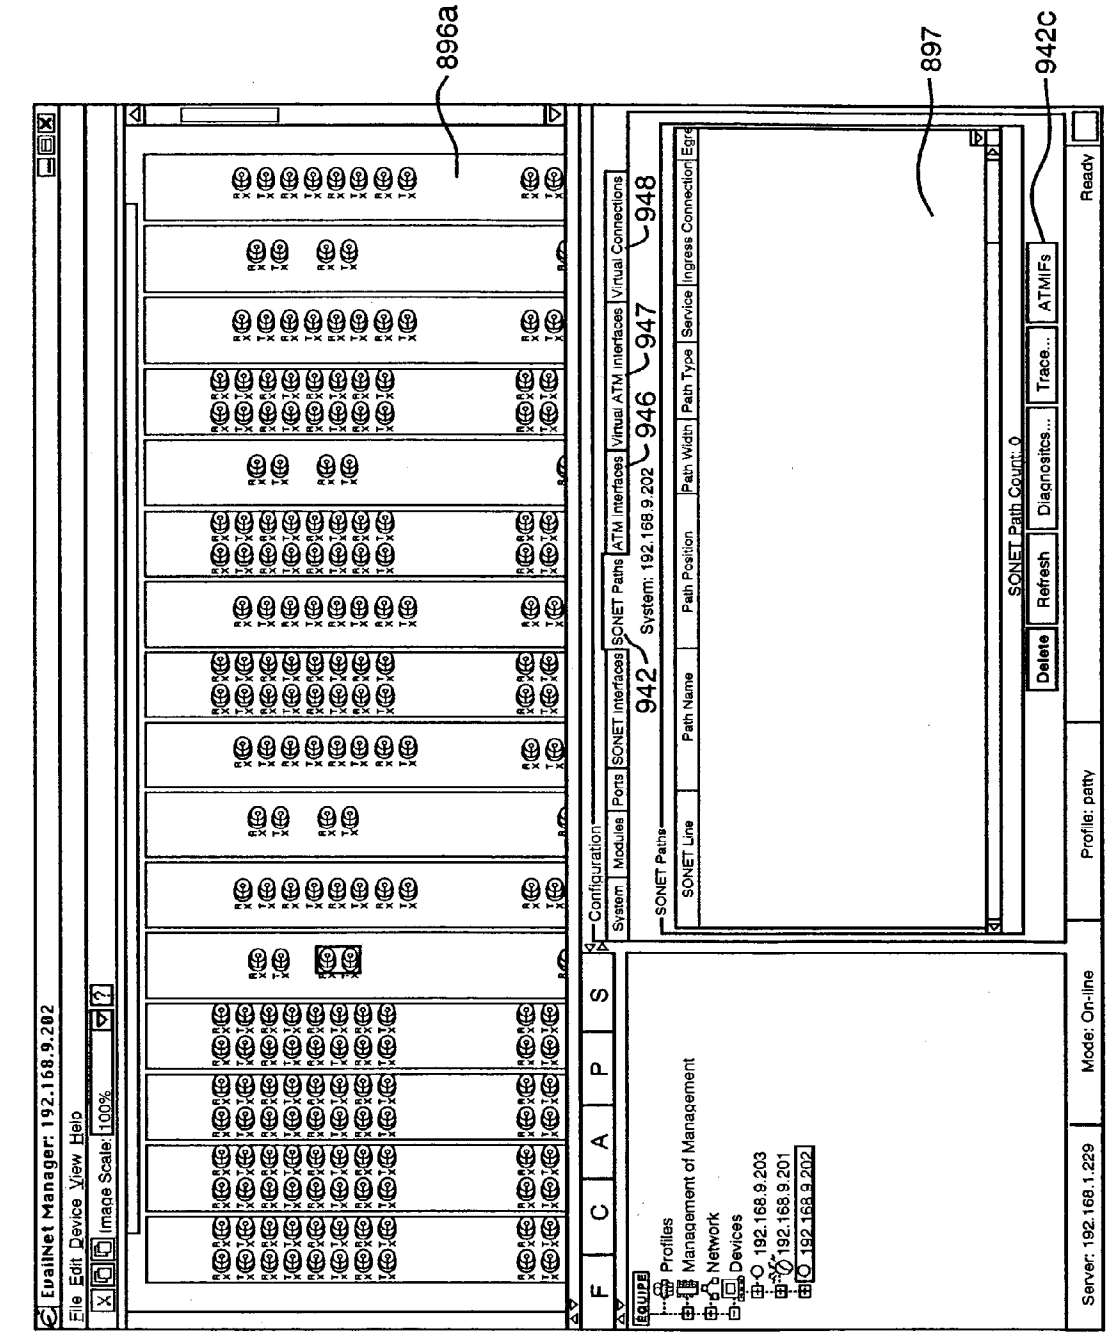 EvailNet Manager: 192.168.9.202
File Edit Device View Help
Image Scale: 100%
?
896a
F C A P S
EQUIPE
Profiles
Management of Management
Network
Devices
192.168.9.203
192.168.9.201
192.168.9.202
Configuration
System Modules Ports SONET Interfaces SONET Paths ATM Interfaces Virtual ATM Interfaces Virtual Connections
942 946 947 948
System: 192.168.9.202
SONET Paths
SONET Line Path Name Path Position Path Width Path Type Service Ingress Connection Egre
897
SONET Path Count: 0
Delete Refresh Diagnositcs... Trace... ATMIFs
942c
Server: 192.168.1.229 Mode: On-line Profile: patty Ready